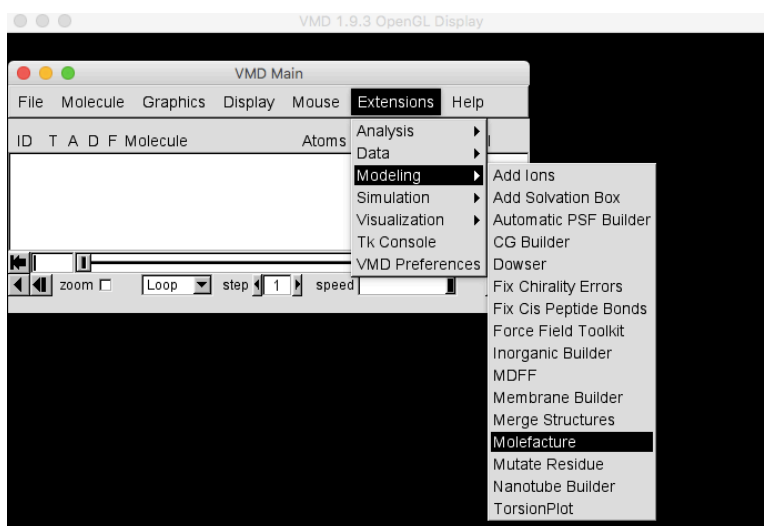 VMD 1.9.3 OpenGL Display
VMD Main
File Molecule Graphics Display Mouse Extensions Help
ID T A D F Molecule Atoms
Analysis
Data
Modeling
Simulation
Visualization
Tk Console
VMD Preferences
Add Ions
Add Solvation Box
Automatic PSF Builder
CG Builder
Dowser
Fix Chirality Errors
Fix Cis Peptide Bonds
Force Field Toolkit
Inorganic Builder
MDFF
Membrane Builder
Merge Structures
Molefacture
Mutate Residue
Nanotube Builder
TorsionPlot
zoom Loop step 1 speed